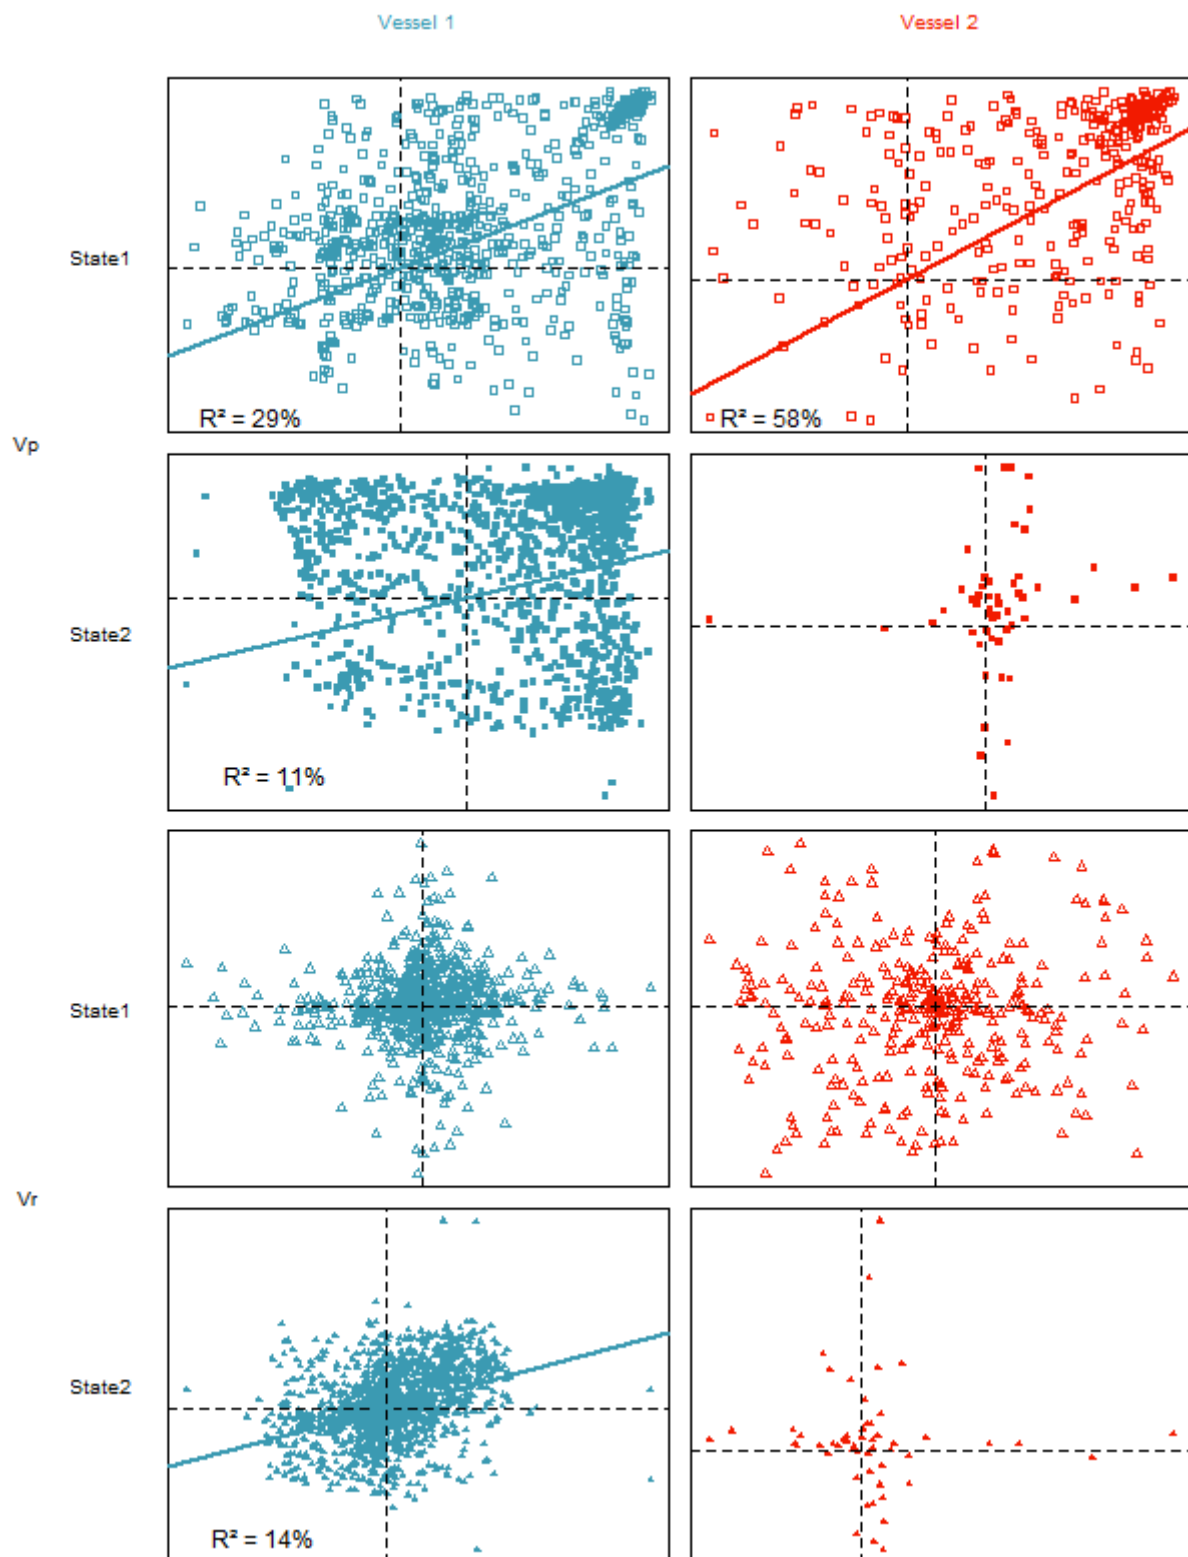 Vessel 1
Vessel 2
State1
R² = 29%
R² = 58%
Vp
State2
R² = 11%
State1
Vr
State2
R² = 14%